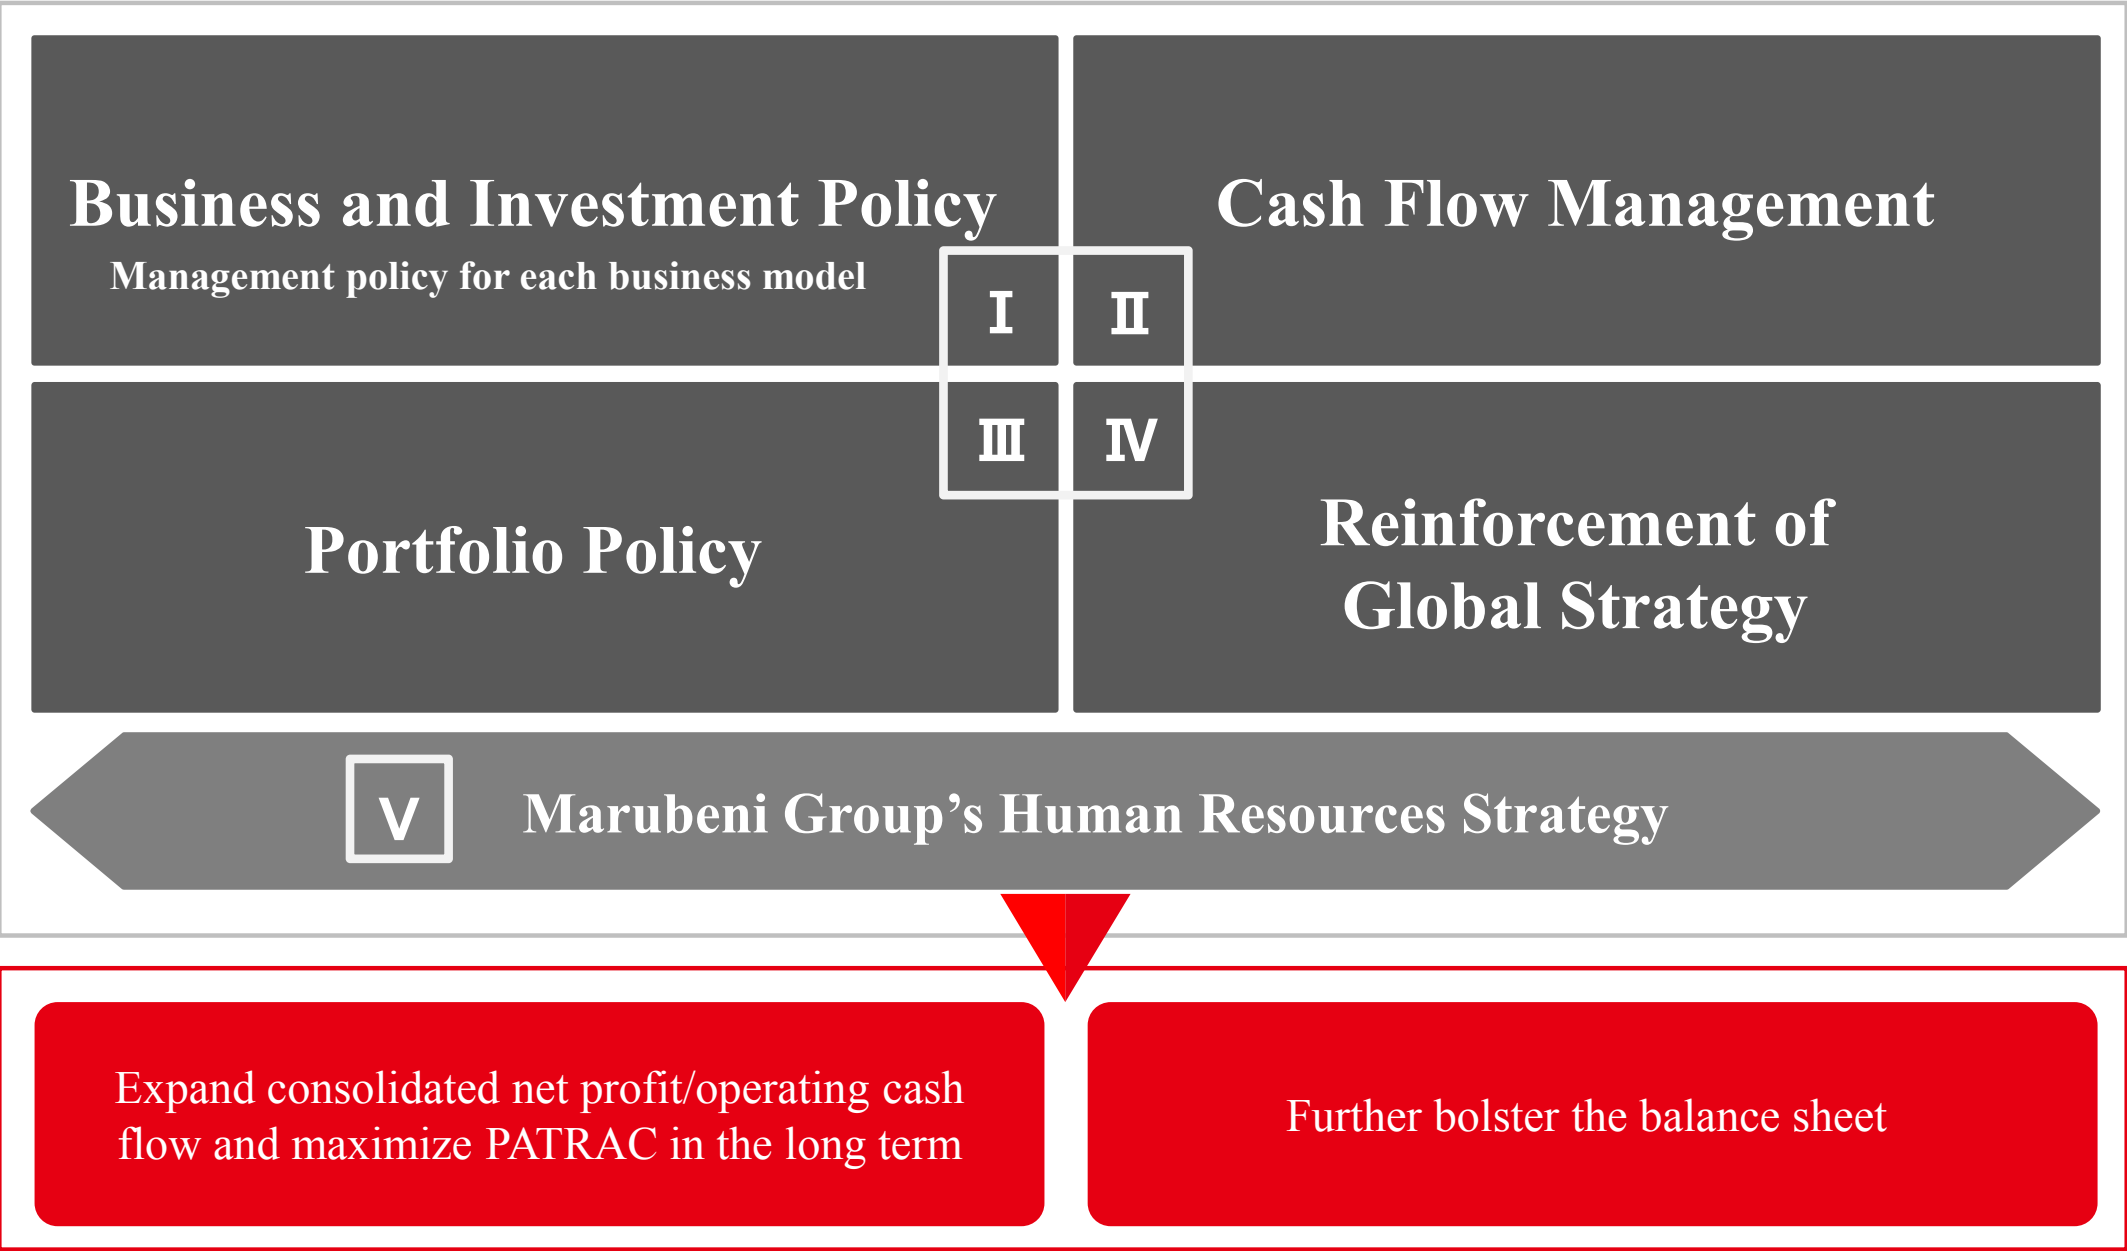 Business and Investment Policy
Management policy for each business model
Cash Flow Management
Ⅰ
Ⅱ
Ⅲ
Ⅳ
Portfolio Policy
Reinforcement of
Global Strategy
Ⅴ
Marubeni Group’s Human Resources Strategy
Expand consolidated net profit/operating cash
flow and maximize PATRAC in the long term
Further bolster the balance sheet